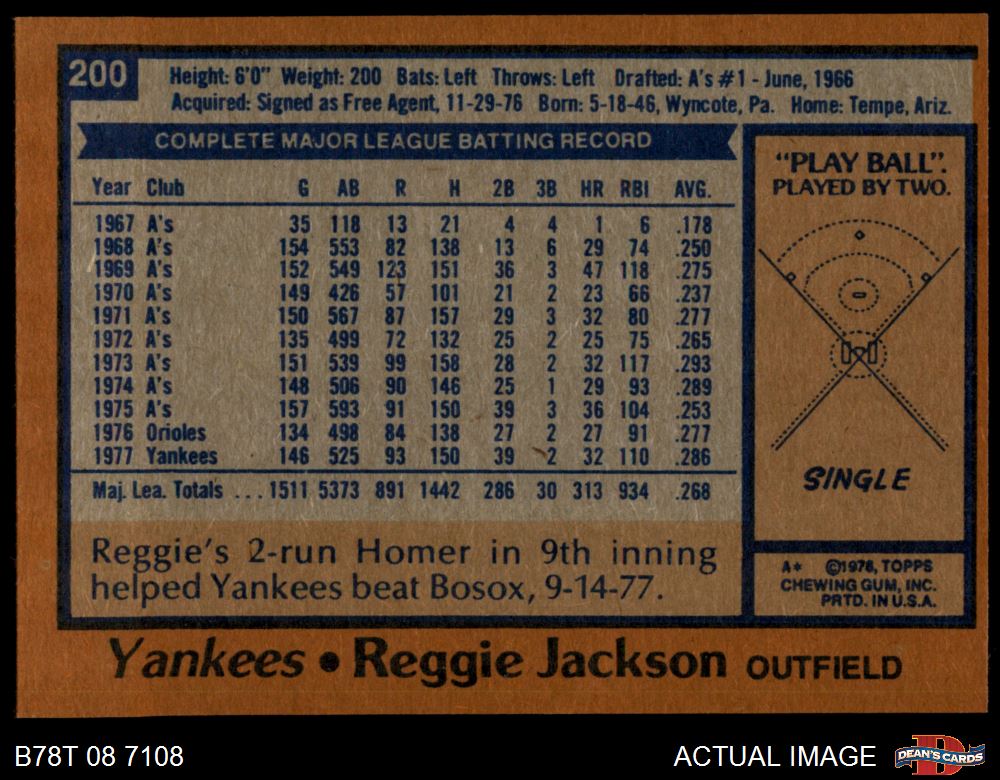 200
Height: 6'0" Weight: 200 Bats: Left Throws: Left Drafted: A's #1 - June, 1966
Acquired: Signed as Free Agent, 11-29-76 Born: 5-18-46, Wyncote, Pa. Home: Tempe, Ariz.
COMPLETE MAJOR LEAGUE BATTING RECORD
Year Club G AB R H 2B 3B HR RBI AVG.
1967 A's 35 118 13 21 4 4 1 6 .178
1968 A's 154 553 82 138 13 6 29 74 .250
1969 A's 152 549 123 151 36 3 47 118 .275
1970 A's 149 426 57 101 21 2 23 66 .237
1971 A's 150 567 87 157 29 3 32 80 .277
1972 A's 135 499 72 132 25 2 25 75 .265
1973 A's 151 539 99 158 28 2 32 117 .293
1974 A's 148 506 90 146 25 1 29 93 .289
1975 A's 157 593 91 150 39 3 36 104 .253
1976 Orioles 134 498 84 138 27 2 27 91 .277
1977 Yankees 146 525 93 150 39 2 32 110 .286
Maj. Lea. Totals ... 1511 5373 891 1442 286 30 313 934 .268
Reggie's 2-run Homer in 9th inning
helped Yankees beat Bosox, 9-14-77.
"PLAY BALL".
PLAYED BY TWO.
SINGLE
A* ©1978, TOPPS
CHEWING GUM, INC.
PRTD. IN U.S.A.
Yankees • Reggie Jackson OUTFIELD
B78T 08 7108
ACTUAL IMAGE
D
DEAN'S CARDS